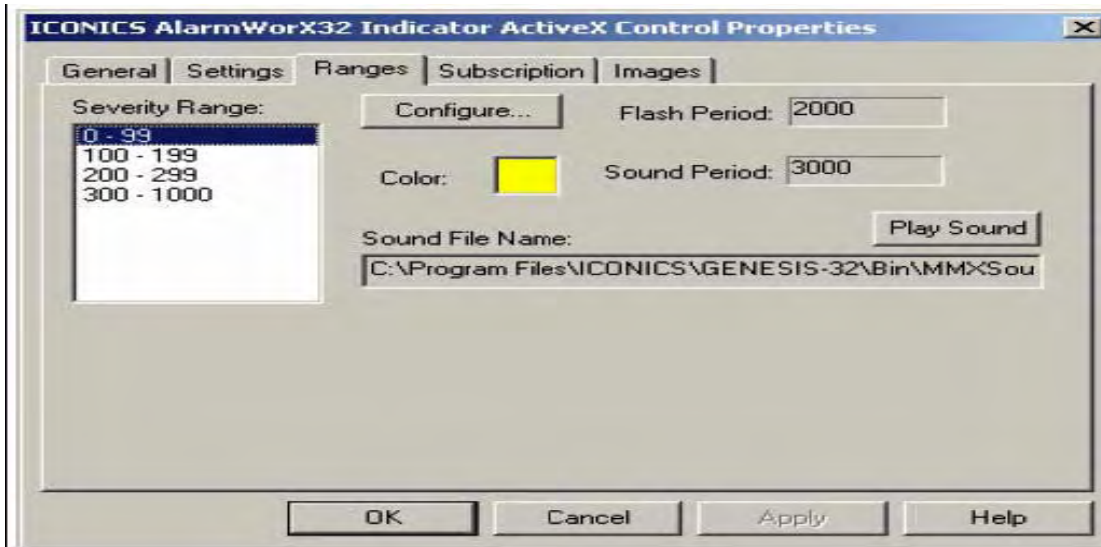 ICONICS AlarmWorX32 Indicator ActiveX Control Properties
General Settings Ranges Subscription Images
Severity Range:
0 - 99
100 - 199
200 - 299
300 - 1000
Configure...
Flash Period: 2000
Color:
Sound Period: 3000
Play Sound
Sound File Name:
C:\Program Files\ICONICS\GENESIS-32\Bin\MMXSou
OK Cancel Apply Help